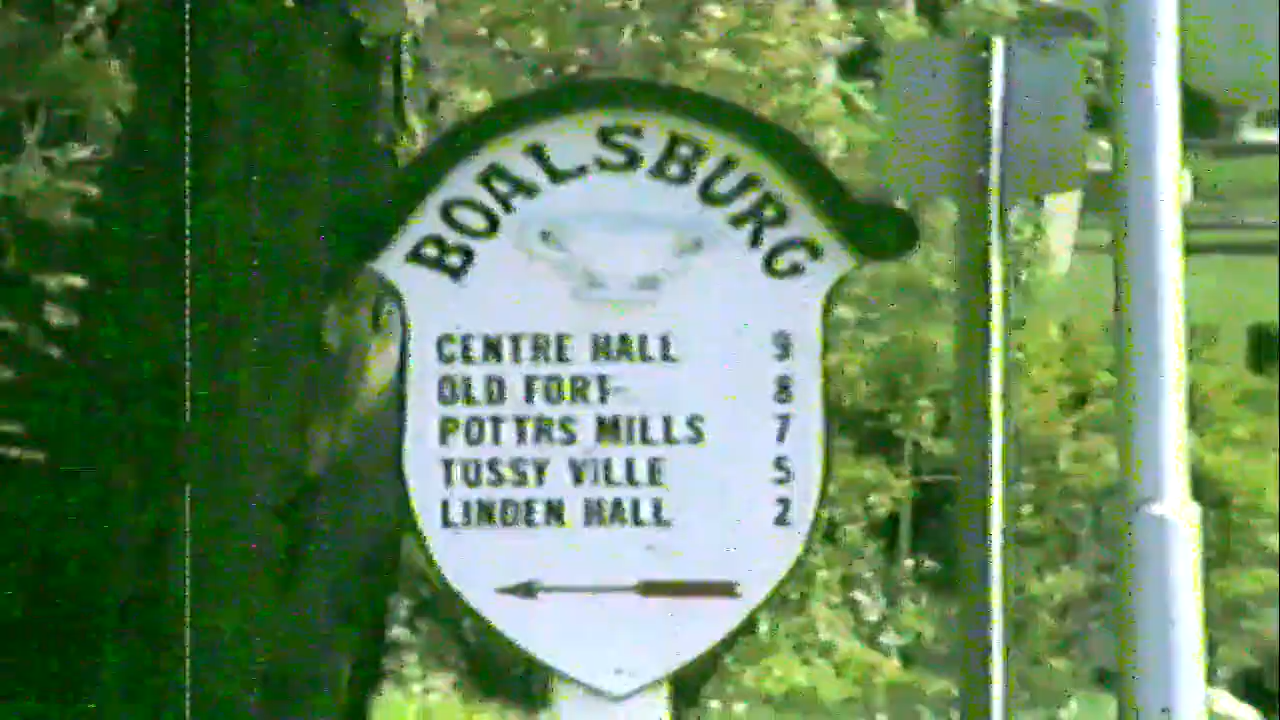 BOALSBURG
CENTRE HALL 9
OLD FORT 8
POTTRS MILLS 7
TUSSY VILLE 5
LINDEN HALL 2